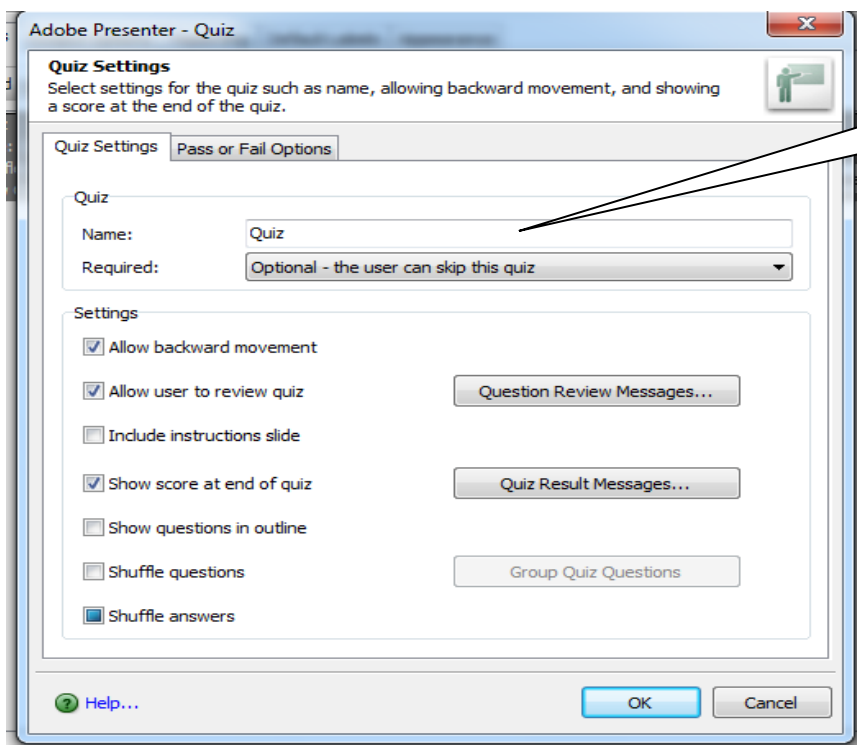 Adobe Presenter - Quiz
Quiz Settings
Select settings for the quiz such as name, allowing backward movement, and showing
a score at the end of the quiz.
Quiz Settings
Pass or Fail Options
Quiz
Name:
Quiz
Required:
Optional - the user can skip this quiz
Settings
Allow backward movement
Allow user to review quiz
Question Review Messages...
Include instructions slide
Show score at end of quiz
Quiz Result Messages...
Show questions in outline
Shuffle questions
Group Quiz Questions
Shuffle answers
Help...
OK
Cancel